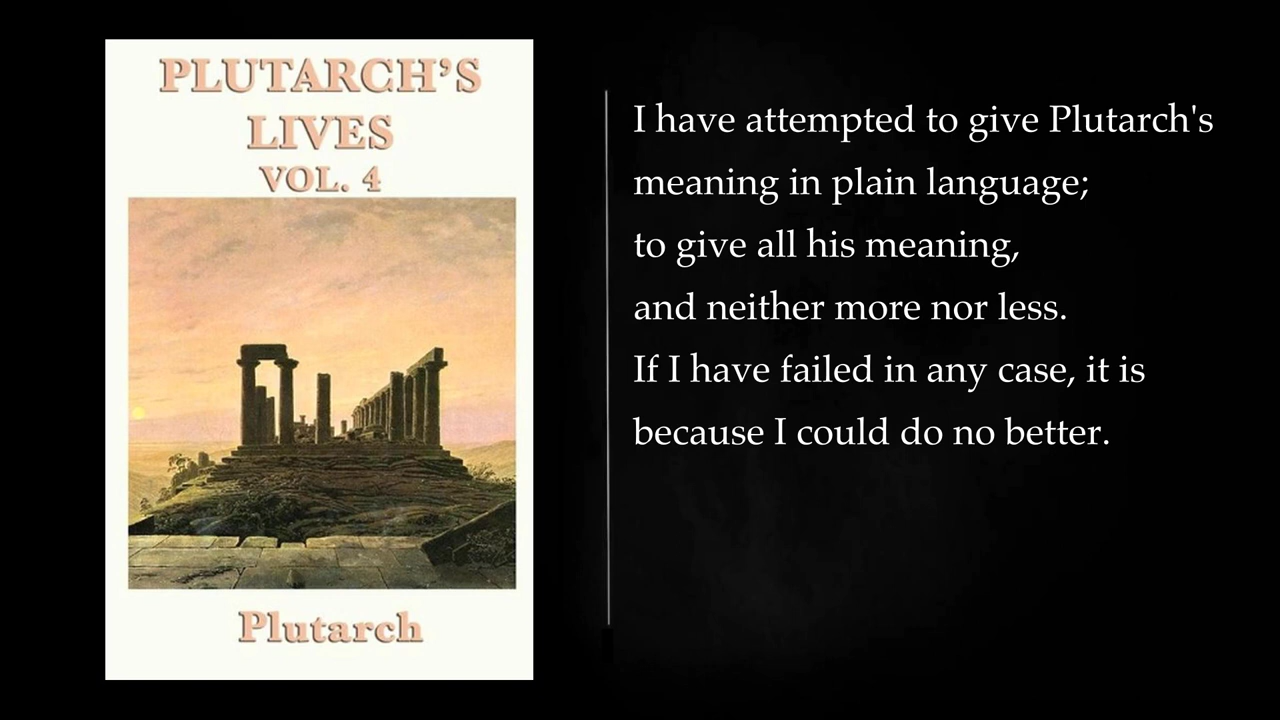 PLUTARCH'S
LIVES
VOL. 4
Plutarch
I have attempted to give Plutarch's
meaning in plain language;
to give all his meaning,
and neither more nor less.
If I have failed in any case, it is
because I could do no better.